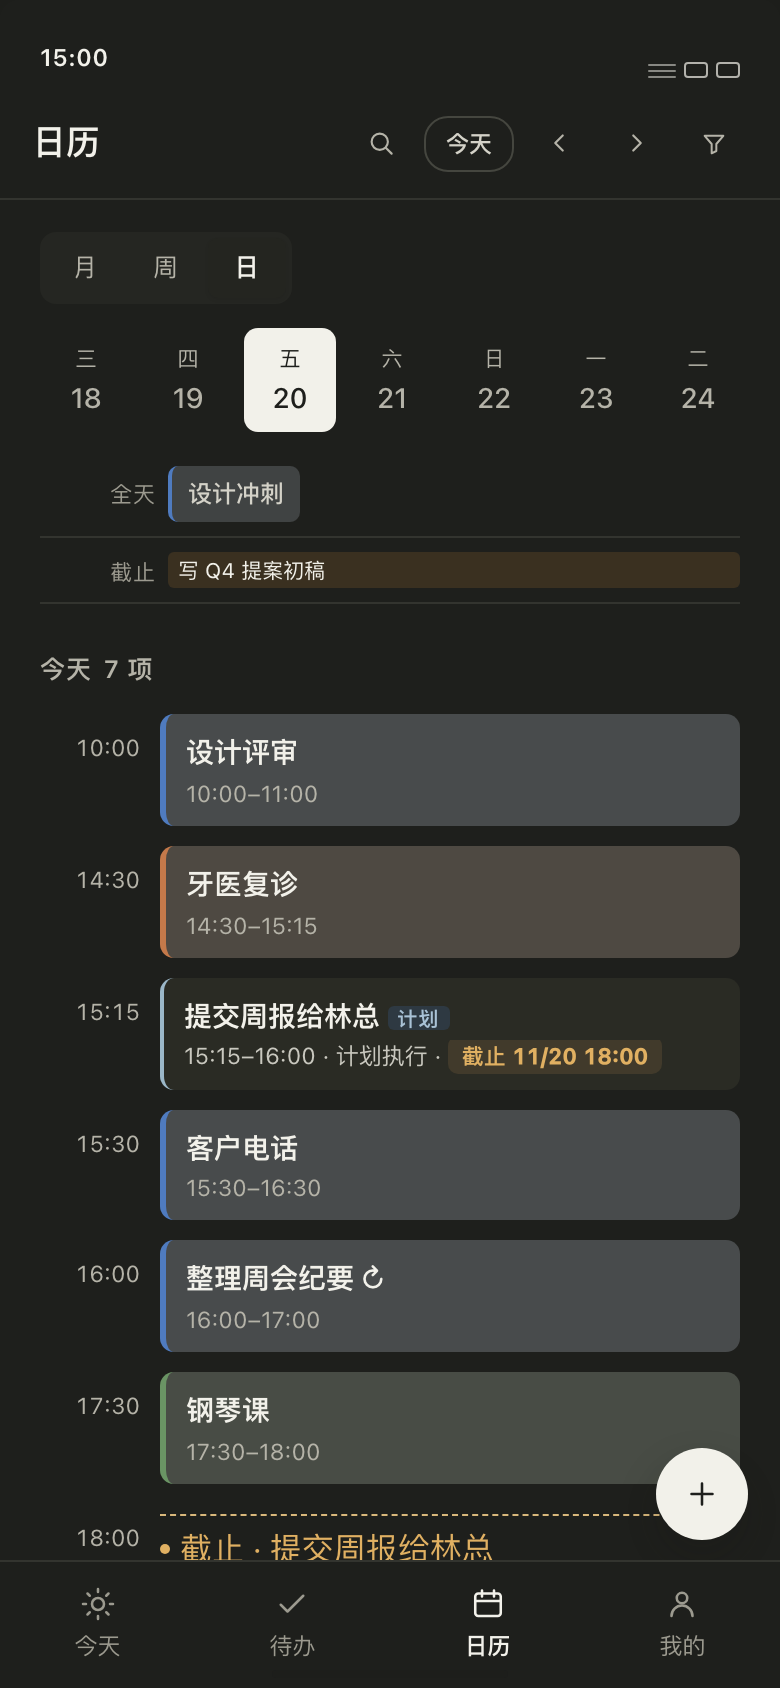 15:00
日历 今天
月 周 日
三 四 五 六 日 一 二
18 19 20 21 22 23 24
全天 设计冲刺
截止 写 Q4 提案初稿
今天 7 项
10:00 设计评审
10:00–11:00
14:30 牙医复诊
14:30–15:15
15:15 提交周报给林总 计划
15:15–16:00 · 计划执行 · 截止 11/20 18:00
15:30 客户电话
15:30–16:30
16:00 整理周会纪要
16:00–17:00
17:30 钢琴课
17:30–18:00
18:00 截止 · 提交周报给林总
今天 待办 日历 我的